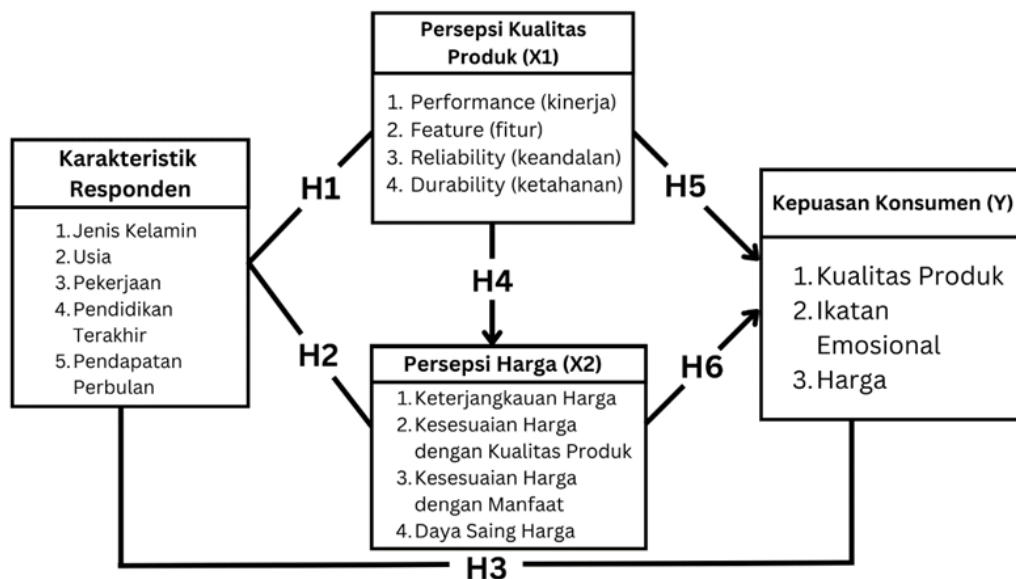 Karakteristik
Responden
1. Jenis Kelamin
2. Usia
3. Pekerjaan
4. Pendidikan
Terakhir
5. Pendapatan
Perbulan
H1
H2
Persepsi Kualitas
Produk (X1)
1. Performance (kinerja)
2. Feature (fitur)
3. Reliability (keandalan)
4. Durability (ketahanan)
H4
Persepsi Harga (X2)
1. Keterjangkauan Harga
2. Kesesuaian Harga
dengan Kualitas Produk
3. Kesesuaian Harga
dengan Manfaat
4. Daya Saing Harga
H5
H6
Kepuasan Konsumen (Y)
1. Kualitas Produk
2. Ikatan
Emosional
3. Harga
H3